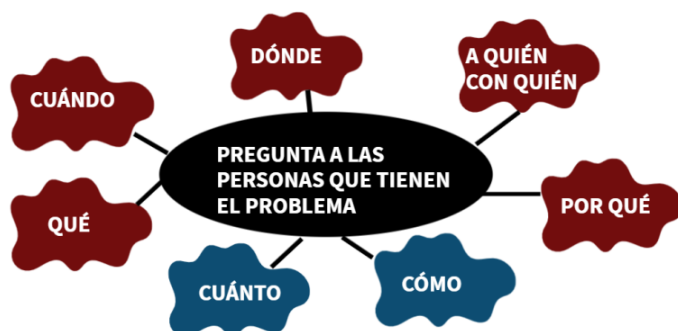 DÓNDE
A QUIÉN
CON QUIÉN
CUÁNDO
PREGUNTA A LAS
PERSONAS QUE TIENEN
EL PROBLEMA
QUÉ
POR QUÉ
CUÁNTO
CÓMO